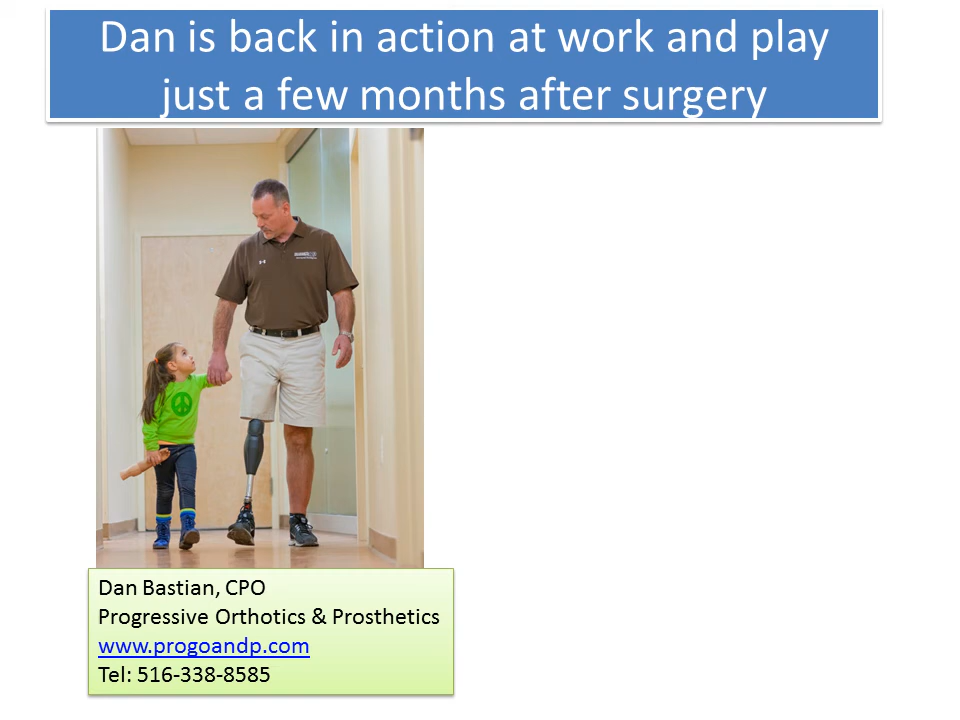 Dan is back in action at work and play
just a few months after surgery
Dan Bastian, CPO
Progressive Orthotics & Prosthetics
www.progoandp.com
Tel: 516-338-8585